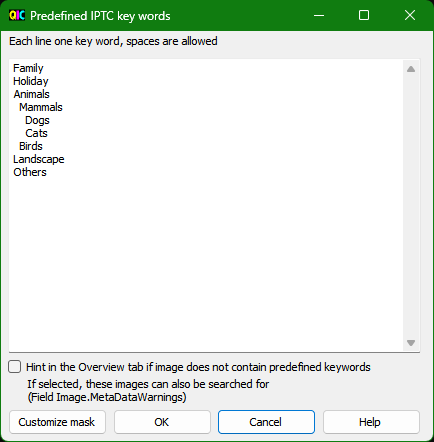 QIC Predefined IPTC key words
Each line one key word, spaces are allowed
Family
Holiday
Animals
Mammals
Dogs
Cats
Birds
Landscape
Others
Hint in the Overview tab if image does not contain predefined keywords
If selected, these images can also be searched for
(Field Image.MetaDataWarnings)
Customize mask OK Cancel Help